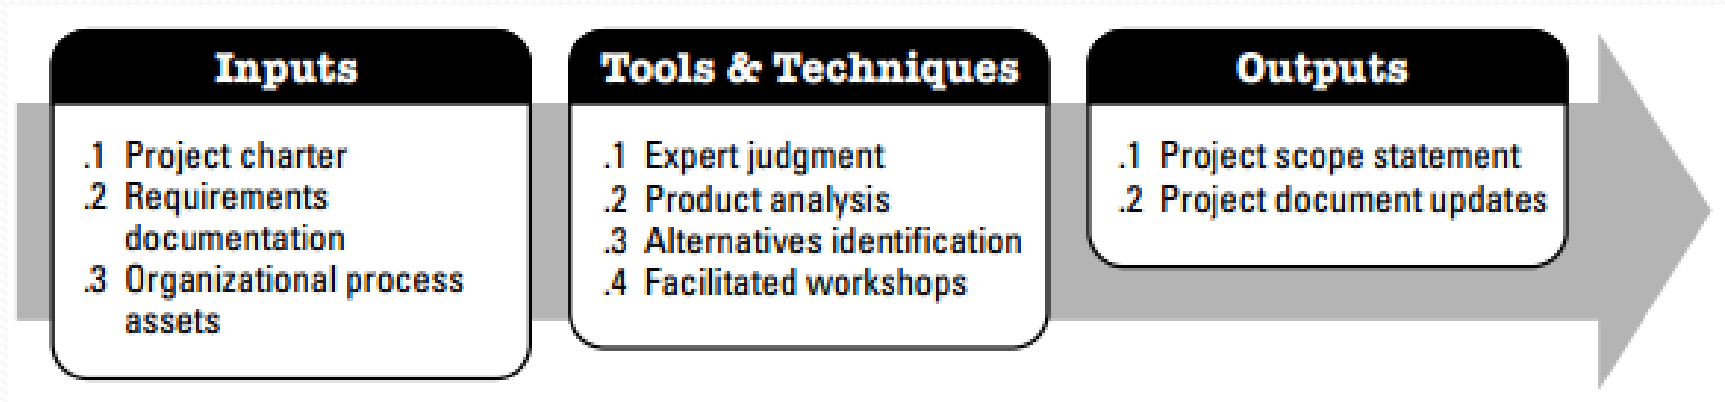 Inputs
.1 Project charter
.2 Requirements
documentation
.3 Organizational process
assets
Tools & Techniques
.1 Expert judgment
.2 Product analysis
.3 Alternatives identification
.4 Facilitated workshops
Outputs
.1 Project scope statement
.2 Project document updates